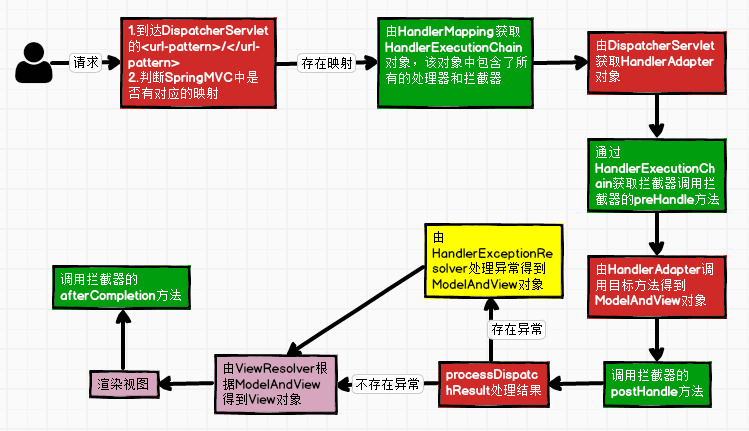 请求
1.到达DispatcherServlet
的<url-pattern>/</url-
pattern>
2.判断SpringMVC中是
否有对应的映射
存在映射
由HandlerMapping获取
HandlerExecutionChain
对象，该对象中包含了所
有的处理器和拦截器
由DispatcherServlet
获取HandlerAdapter
对象
通过
HandlerExecutionCh
ain获取拦截器调用拦
截器的preHandle方法
由HandlerAdapter调
用目标方法得到
ModelAndView对象
调用拦截器的
postHandle方法
processDispatc
hResult处理结果
存在异常
由
HandlerExceptionRe
solver处理异常得到
ModelAndView对象
不存在异常
由ViewResolver根
据ModelAndView
得到View对象
渲染视图
调用拦截器的
afterCompletion方法